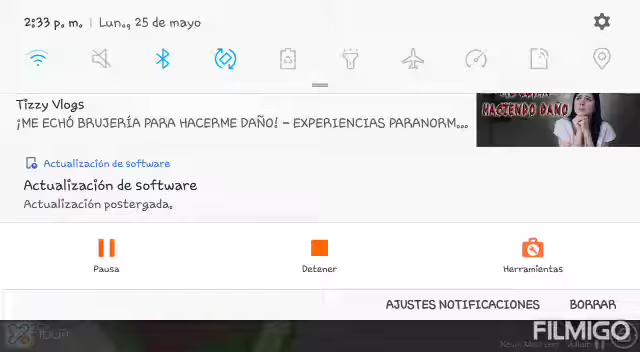 2:33 p. m. | Lun., 25 de mayo
Tizzy Vlogs
¡ME ECHÓ BRUJERÍA PARA HACERME DAÑO! - EXPERIENCIAS PARANORM...
HACIENDO DAÑO
Actualización de software
Actualización de software
Actualización postergada.
Pausa
Detener
Herramientas
AJUSTES NOTIFICACIONES
BORRAR
FILMIGO